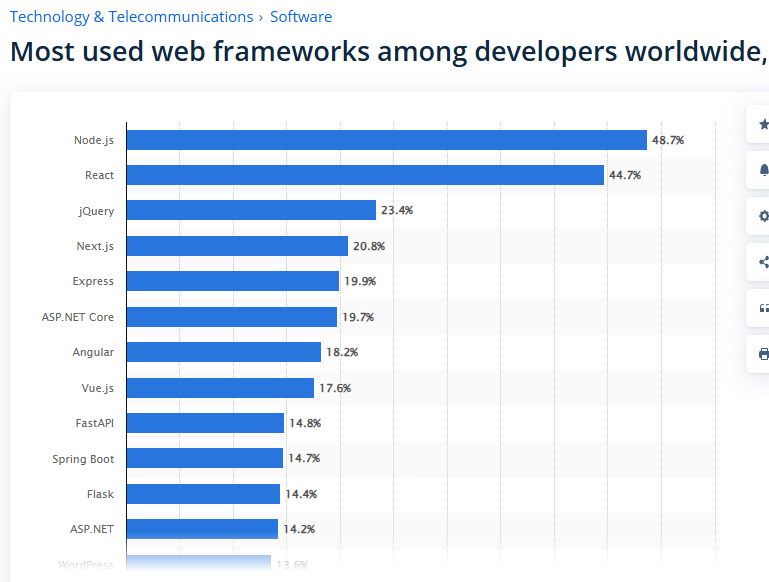 Technology & Telecommunications › Software
Most used web frameworks among developers worldwide,
Node.js 48.7%
React 44.7%
jQuery 23.4%
Next.js 20.8%
Express 19.9%
ASP.NET Core 19.7%
Angular 18.2%
Vue.js 17.6%
FastAPI 14.8%
Spring Boot 14.7%
Flask 14.4%
ASP.NET 14.2%
WordPress 13.6%